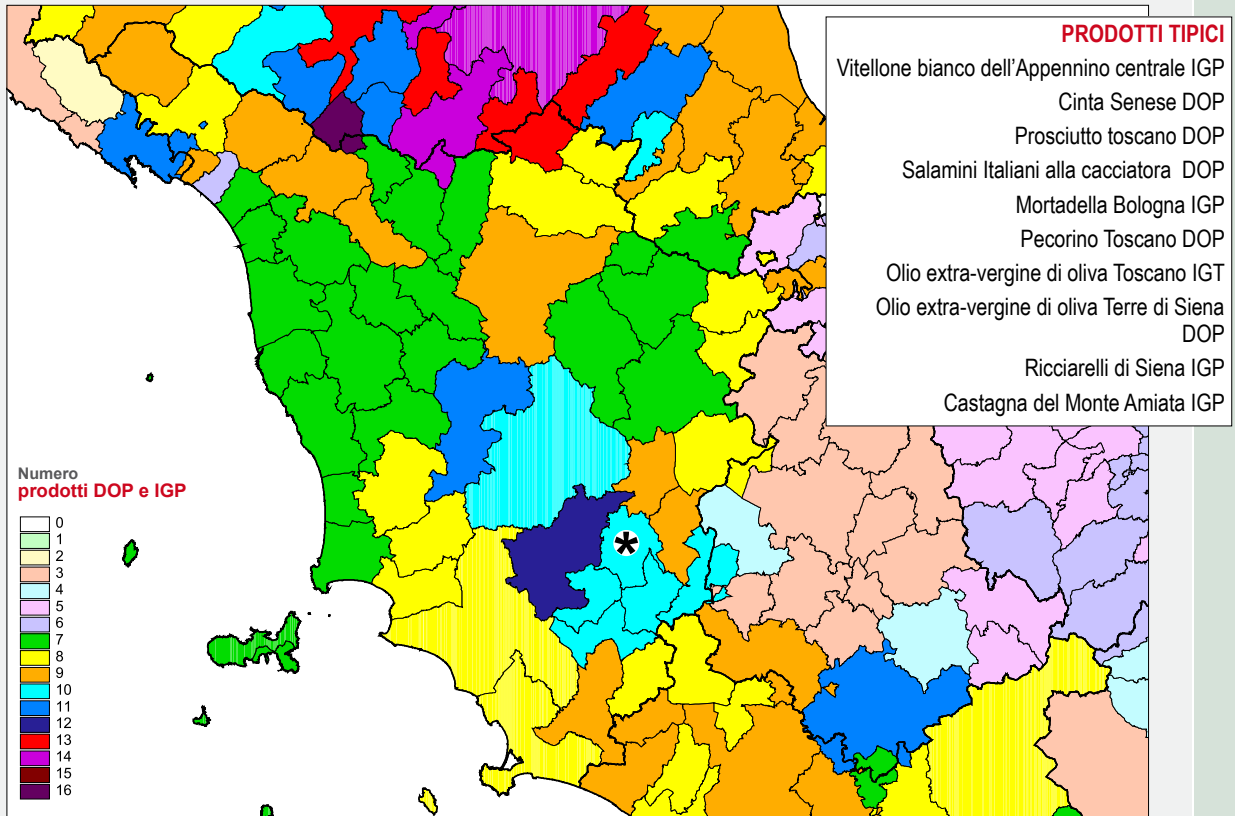 PRODOTTI TIPICI
Vitellone bianco dell'Appennino centrale IGP
Cinta Senese DOP
Prosciutto toscano DOP
Salamini Italiani alla cacciatora DOP
Mortadella Bologna IGP
Pecorino Toscano DOP
Olio extra-vergine di oliva Toscano IGT
Olio extra-vergine di oliva Terre di Siena
DOP
Ricciarelli di Siena IGP
Castagna del Monte Amiata IGP
Numero
prodotti DOP e IGP
0
1
2
3
4
5
6
7
8
9
10
11
12
13
14
15
16